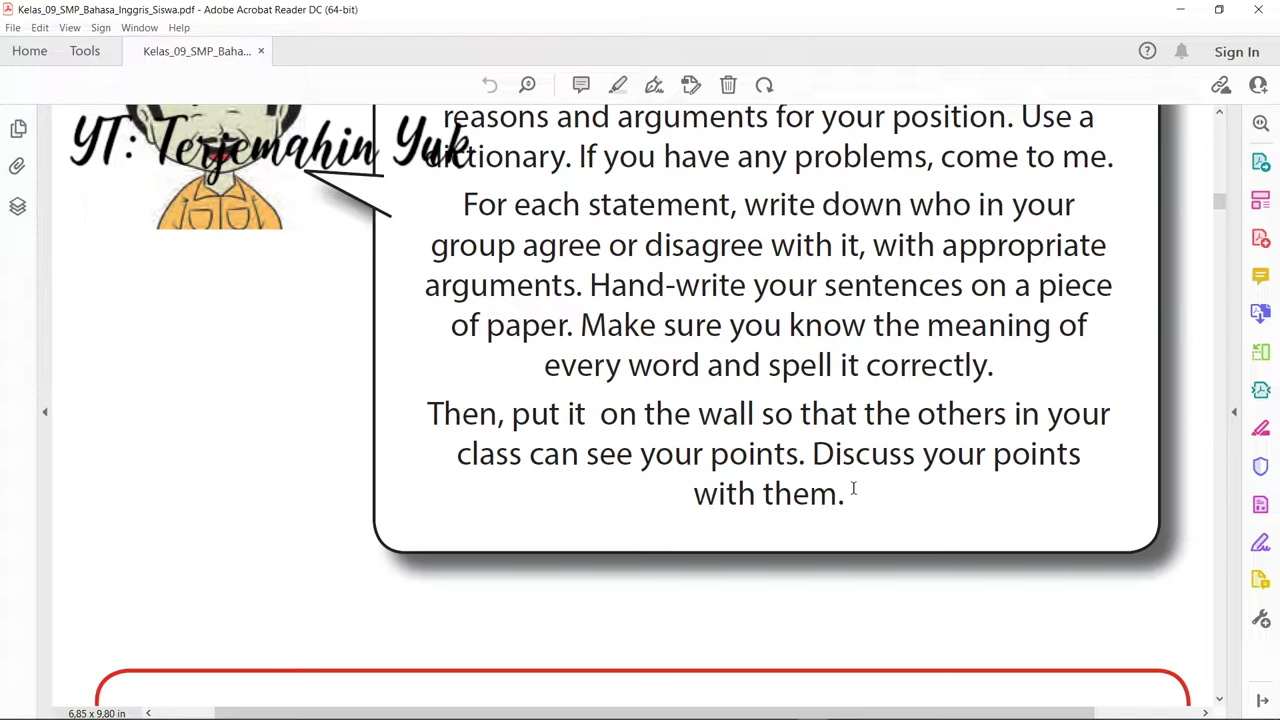 Kelas_09_SMP_Bahasa_Inggris_Siswa.pdf - Adobe Acrobat Reader DC (64-bit)
File Edit View Sign Window Help
Home Tools Kelas_09_SMP_Baha... × Sign In
YT: Terjemahin Yuk
reasons and arguments for your position. Use a
dictionary. If you have any problems, come to me.
For each statement, write down who in your
group agree or disagree with it, with appropriate
arguments. Hand-write your sentences on a piece
of paper. Make sure you know the meaning of
every word and spell it correctly.
Then, put it on the wall so that the others in your
class can see your points. Discuss your points
with them.
6,85 x 9,80 in